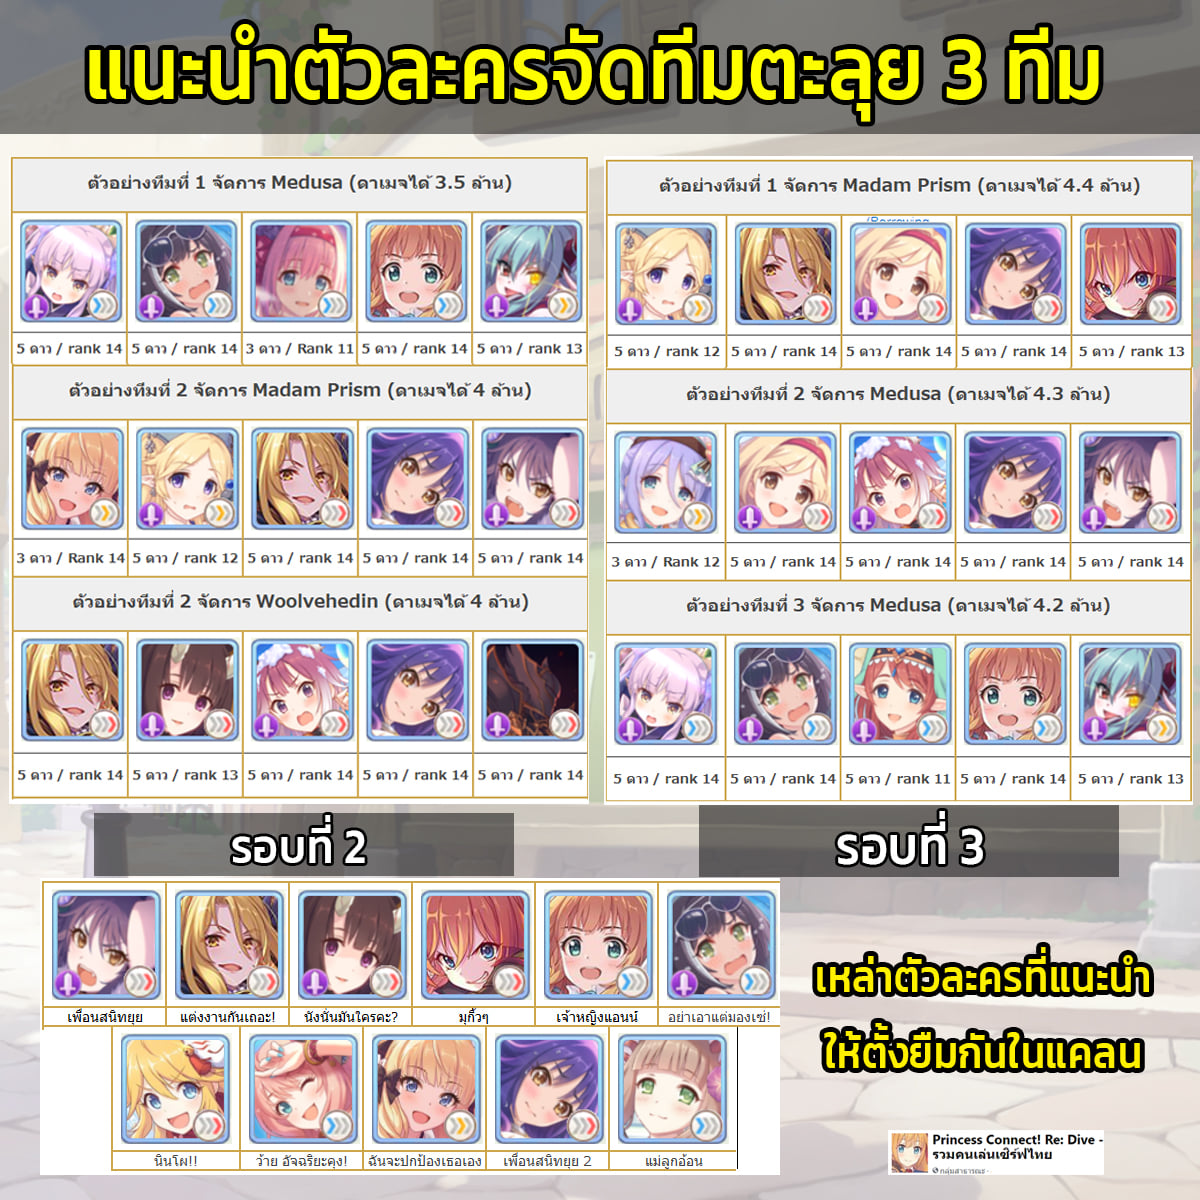 แนะนำตัวละครจัดทีมตะลุย 3 ทีม
ตัวอย่างทีมที่ 1 จัดการ Medusa (ดาเมจได้ 3.5 ล้าน)
5 ดาว / rank 14 5 ดาว / rank 14 3 ดาว / Rank 11 5 ดาว / rank 14 5 ดาว / rank 13
ตัวอย่างทีมที่ 2 จัดการ Madam Prism (ดาเมจได้ 4 ล้าน)
3 ดาว / Rank 14 5 ดาว / rank 12 5 ดาว / rank 14 5 ดาว / rank 14 5 ดาว / rank 14
ตัวอย่างทีมที่ 2 จัดการ Woolvehedin (ดาเมจได้ 4 ล้าน)
5 ดาว / rank 14 5 ดาว / rank 13 5 ดาว / rank 14 5 ดาว / rank 14 5 ดาว / rank 14
รอบที่ 2
ตัวอย่างทีมที่ 1 จัดการ Madam Prism (ดาเมจได้ 4.4 ล้าน)
5 ดาว / rank 12 5 ดาว / rank 14 5 ดาว / rank 14 5 ดาว / rank 14 5 ดาว / rank 13
ตัวอย่างทีมที่ 2 จัดการ Medusa (ดาเมจได้ 4.3 ล้าน)
3 ดาว / Rank 12 5 ดาว / rank 14 5 ดาว / rank 14 5 ดาว / rank 14 5 ดาว / rank 14
ตัวอย่างทีมที่ 3 จัดการ Medusa (ดาเมจได้ 4.2 ล้าน)
5 ดาว / rank 14 5 ดาว / rank 14 5 ดาว / rank 11 5 ดาว / rank 14 5 ดาว / rank 13
รอบที่ 3
เพื่อนสนิทยุย แต่งงานกันเถอะ! นังนั่นมันใครคะ? มุกิ้วๆ เจ้าหญิงแอนน์ อย่าเอาแต่มองเซ่!
นินโผ!! ว้าย อัจฉริยะคุง! ฉันจะปกป้องเธอเอง เพื่อนสนิทยุย 2 แม่ลูกอ้อน
เหล่าตัวละครที่แนะนำ
ให้ตั้งยืมกันในแคลน
Princess Connect! Re: Dive -
รวมคนเล่นเซิร์ฟไทย
กลุ่มสาธารณะ ·